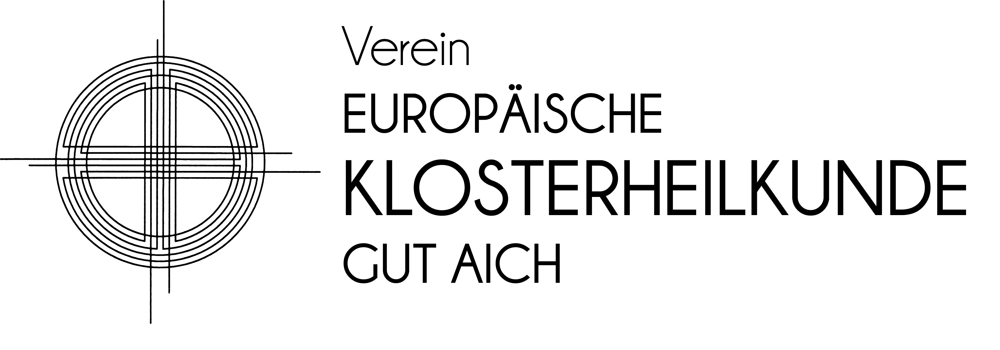 Verein
EUROPÄISCHE
KLOSTERHEILKUNDE
GUT AICH